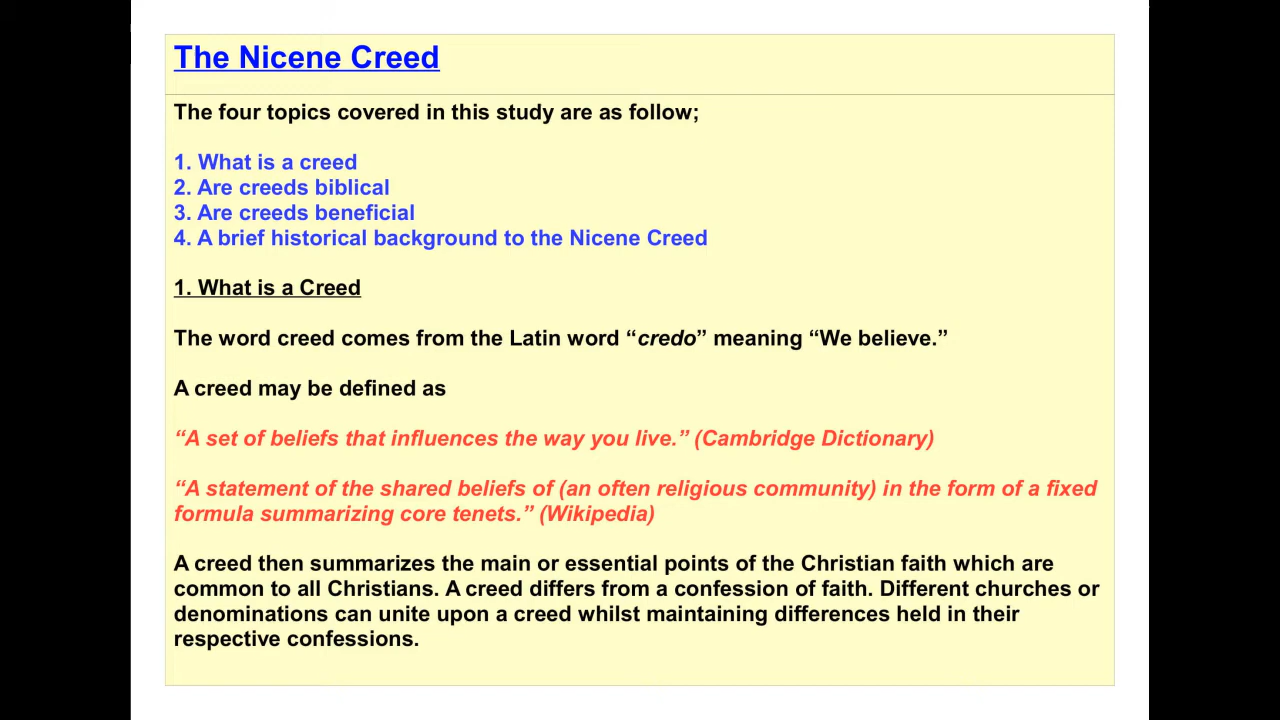 The Nicene Creed
The four topics covered in this study are as follow;
1. What is a creed
2. Are creeds biblical
3. Are creeds beneficial
4. A brief historical background to the Nicene Creed
1. What is a Creed
The word creed comes from the Latin word “credo” meaning “We believe.”
A creed may be defined as
“A set of beliefs that influences the way you live.” (Cambridge Dictionary)
“A statement of the shared beliefs of (an often religious community) in the form of a fixed
formula summarizing core tenets.” (Wikipedia)
A creed then summarizes the main or essential points of the Christian faith which are
common to all Christians. A creed differs from a confession of faith. Different churches or
denominations can unite upon a creed whilst maintaining differences held in their
respective confessions.